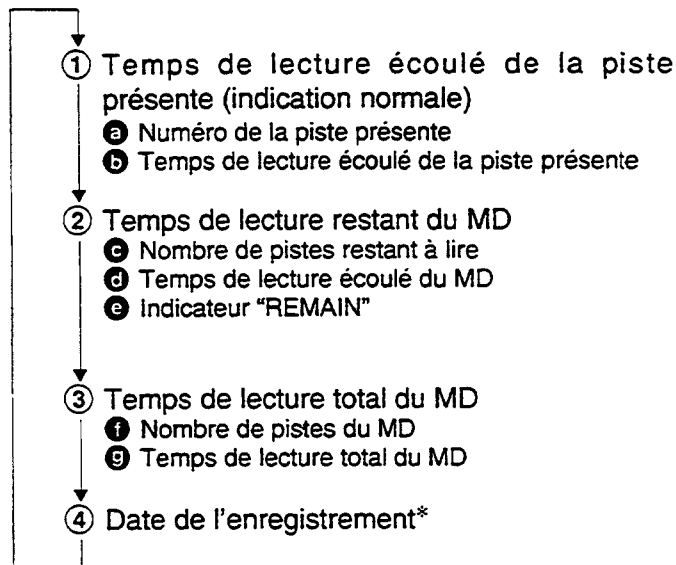 ① Temps de lecture écoulé de la piste
présente (indication normale)
ⓐ Numéro de la piste présente
ⓑ Temps de lecture écoulé de la piste présente
② Temps de lecture restant du MD
ⓒ Nombre de pistes restant à lire
ⓓ Temps de lecture écoulé du MD
ⓔ Indicateur “REMAIN”
③ Temps de lecture total du MD
ⓕ Nombre de pistes du MD
ⓖ Temps de lecture total du MD
④ Date de l’enregistrement*